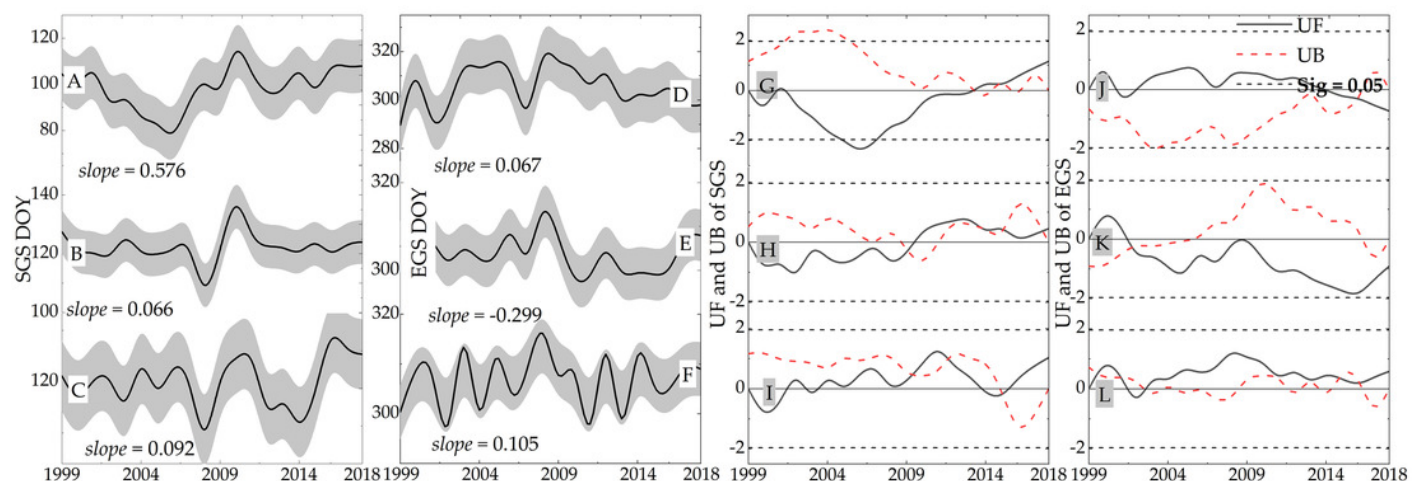 SGS DOY
120
100
80
A
slope = 0.576
140
120
B
100
slope = 0.066
120
C
slope = 0.092
1999 2004 2009 2014 2018
EGS DOY
320
300
280
D
slope = 0.067
320
300
E
slope = -0.299
320
300
F
slope = 0.105
1999 2004 2009 2014 2018
UF and UB of SGS
2
0
-2
G
2
0
-2
H
2
0
-2
I
1999 2004 2009 2014 2018
UF and UB of EGS
2
0
-2
J
UF
UB
Sig = 0.05
2
0
-2
K
2
0
-2
L
1999 2004 2009 2014 2018